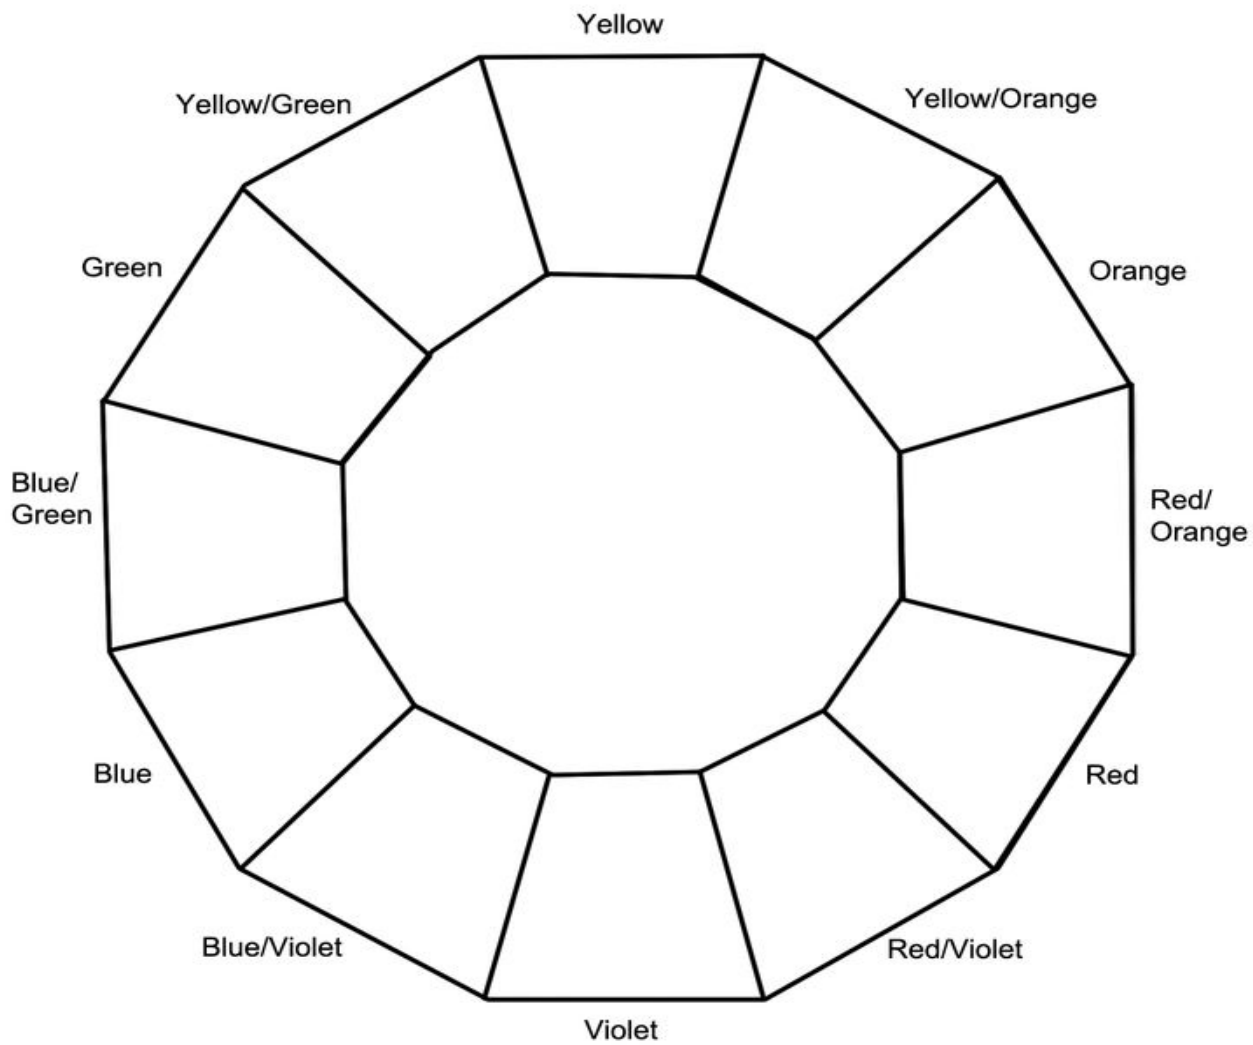 Yellow
Yellow/Green
Yellow/Orange
Green
Orange
Blue/
Green
Red/
Orange
Blue
Red
Blue/Violet
Red/Violet
Violet